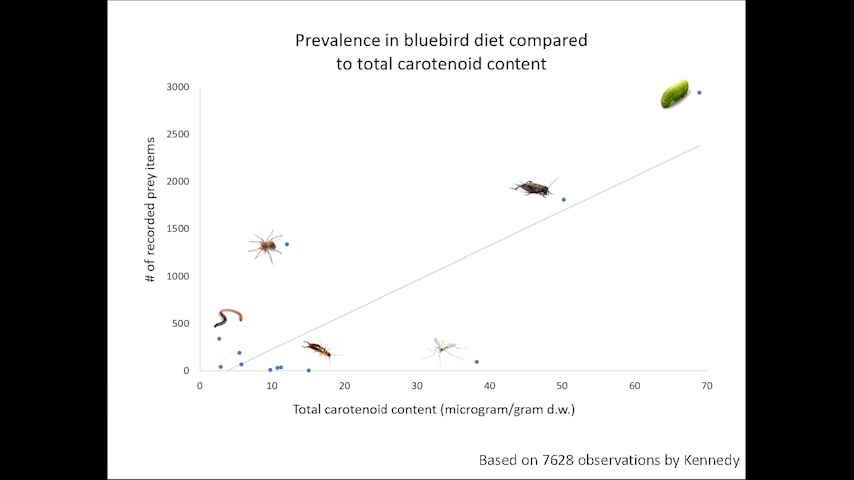 Prevalence in bluebird diet compared
to total carotenoid content
3000
2500
2000
1500
1000
500
0
# of recorded prey items
0 10 20 30 40 50 60 70
Total carotenoid content (microgram/gram d.w.)
Based on 7628 observations by Kennedy